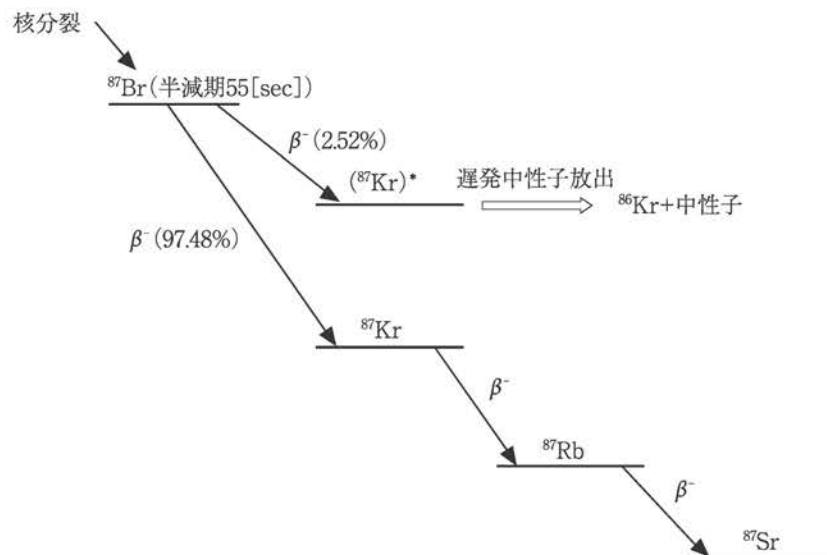 核分裂
⁸⁷Br(半減期55[sec])
β⁻(2.52%)
(⁸⁷Kr)*
遅発中性子放出
⁸⁶Kr+中性子
β⁻(97.48%)
⁸⁷Kr
β⁻
⁸⁷Rb
β⁻
⁸⁷Sr